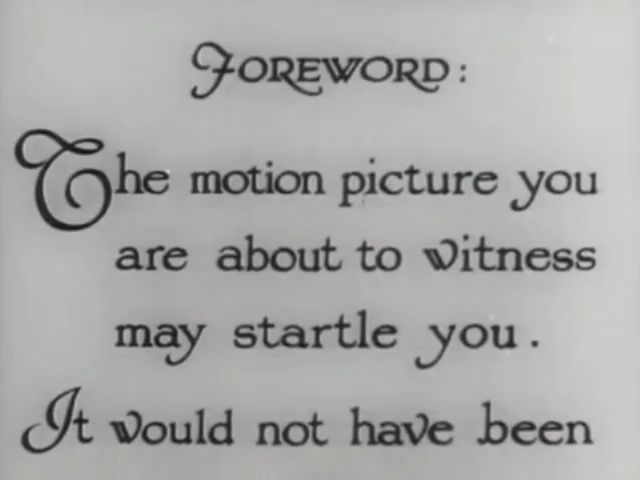 FOREWORD:
The motion picture you
are about to witness
may startle you.
It would not have been